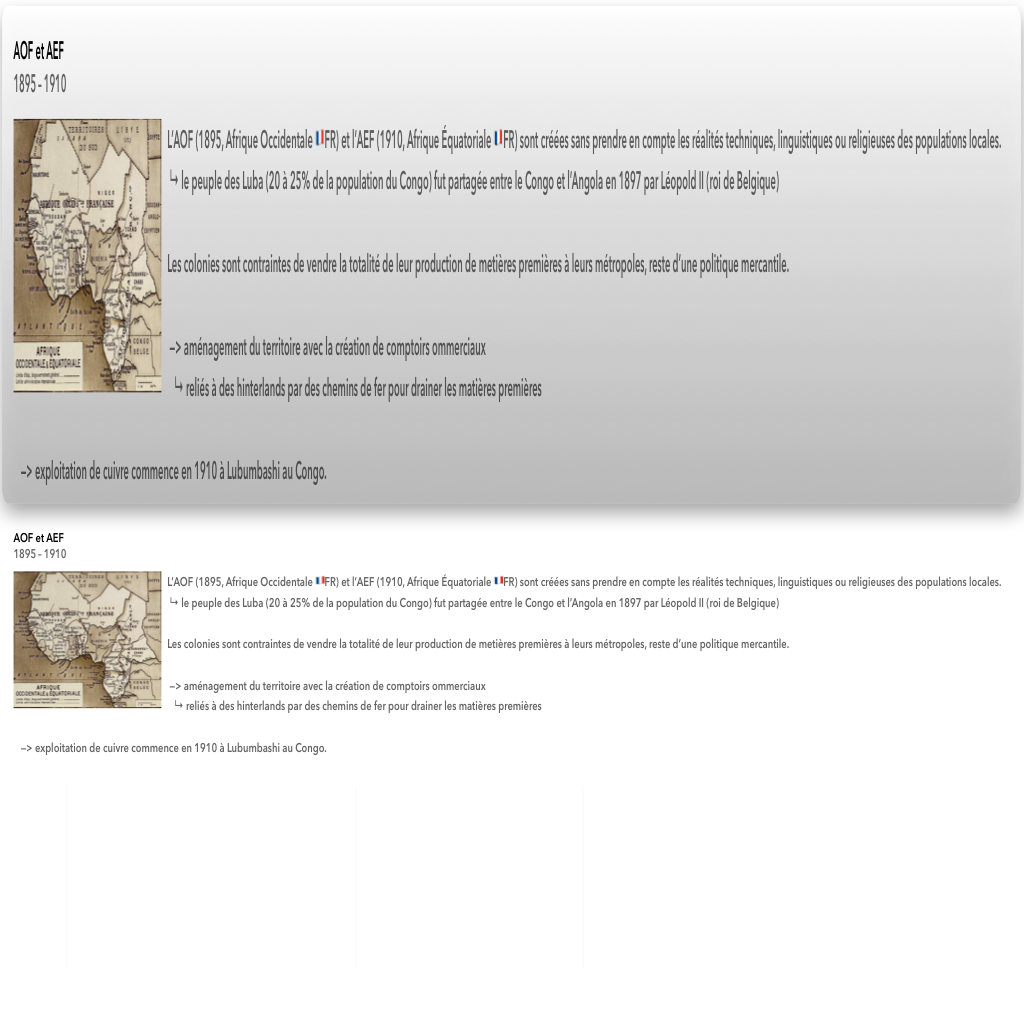 AOF et AEF
1895 - 1910
L'AOF (1895, Afrique Occidentale 🇫🇷FR) et l'AEF (1910, Afrique Équatoriale 🇫🇷FR) sont créées sans prendre en compte les réalités techniques, linguistiques ou religieuses des populations locales.
↳ le peuple des Luba (20 à 25% de la population du Congo) fut partagée entre le Congo et l'Angola en 1897 par Léopold II (roi de Belgique)
Les colonies sont contraintes de vendre la totalité de leur production de metières premières à leurs métropoles, reste d'une politique mercantile.
–> aménagement du territoire avec la création de comptoirs ommerciaux
↳ reliés à des hinterlands par des chemins de fer pour drainer les matières premières
TERRITOIRES
DU SUD
LIBYE
NIGER
AFRIQUE OCCID. FRANÇAISE
ATLANTIQUE
CONGO
BELGE
AFRIQUE
OCCIDENTALE & ÉQUATORIALE
–> exploitation de cuivre commence en 1910 à Lubumbashi au Congo.
AOF et AEF
1895 - 1910
L'AOF (1895, Afrique Occidentale 🇫🇷FR) et l'AEF (1910, Afrique Équatoriale 🇫🇷FR) sont créées sans prendre en compte les réalités techniques, linguistiques ou religieuses des populations locales.
↳ le peuple des Luba (20 à 25% de la population du Congo) fut partagée entre le Congo et l'Angola en 1897 par Léopold II (roi de Belgique)
Les colonies sont contraintes de vendre la totalité de leur production de metières premières à leurs métropoles, reste d'une politique mercantile.
–> aménagement du territoire avec la création de comptoirs ommerciaux
↳ reliés à des hinterlands par des chemins de fer pour drainer les matières premières
AFRIQUE
OCCIDENTALE & ÉQUATORIALE
–> exploitation de cuivre commence en 1910 à Lubumbashi au Congo.